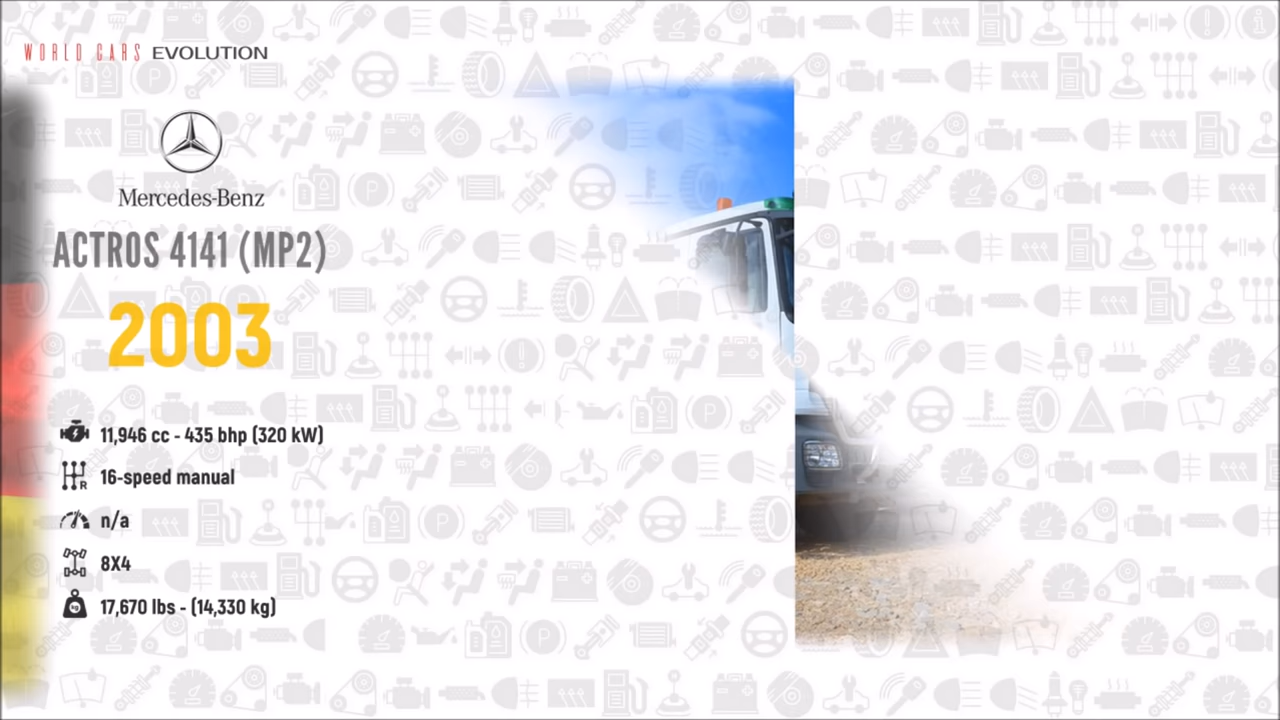 WORLD CARS EVOLUTION
Mercedes-Benz
ACTROS 4141 (MP2)
2003
11,946 cc - 435 bhp (320 kW)
16-speed manual
n/a
8X4
17,670 lbs - (14,330 kg)